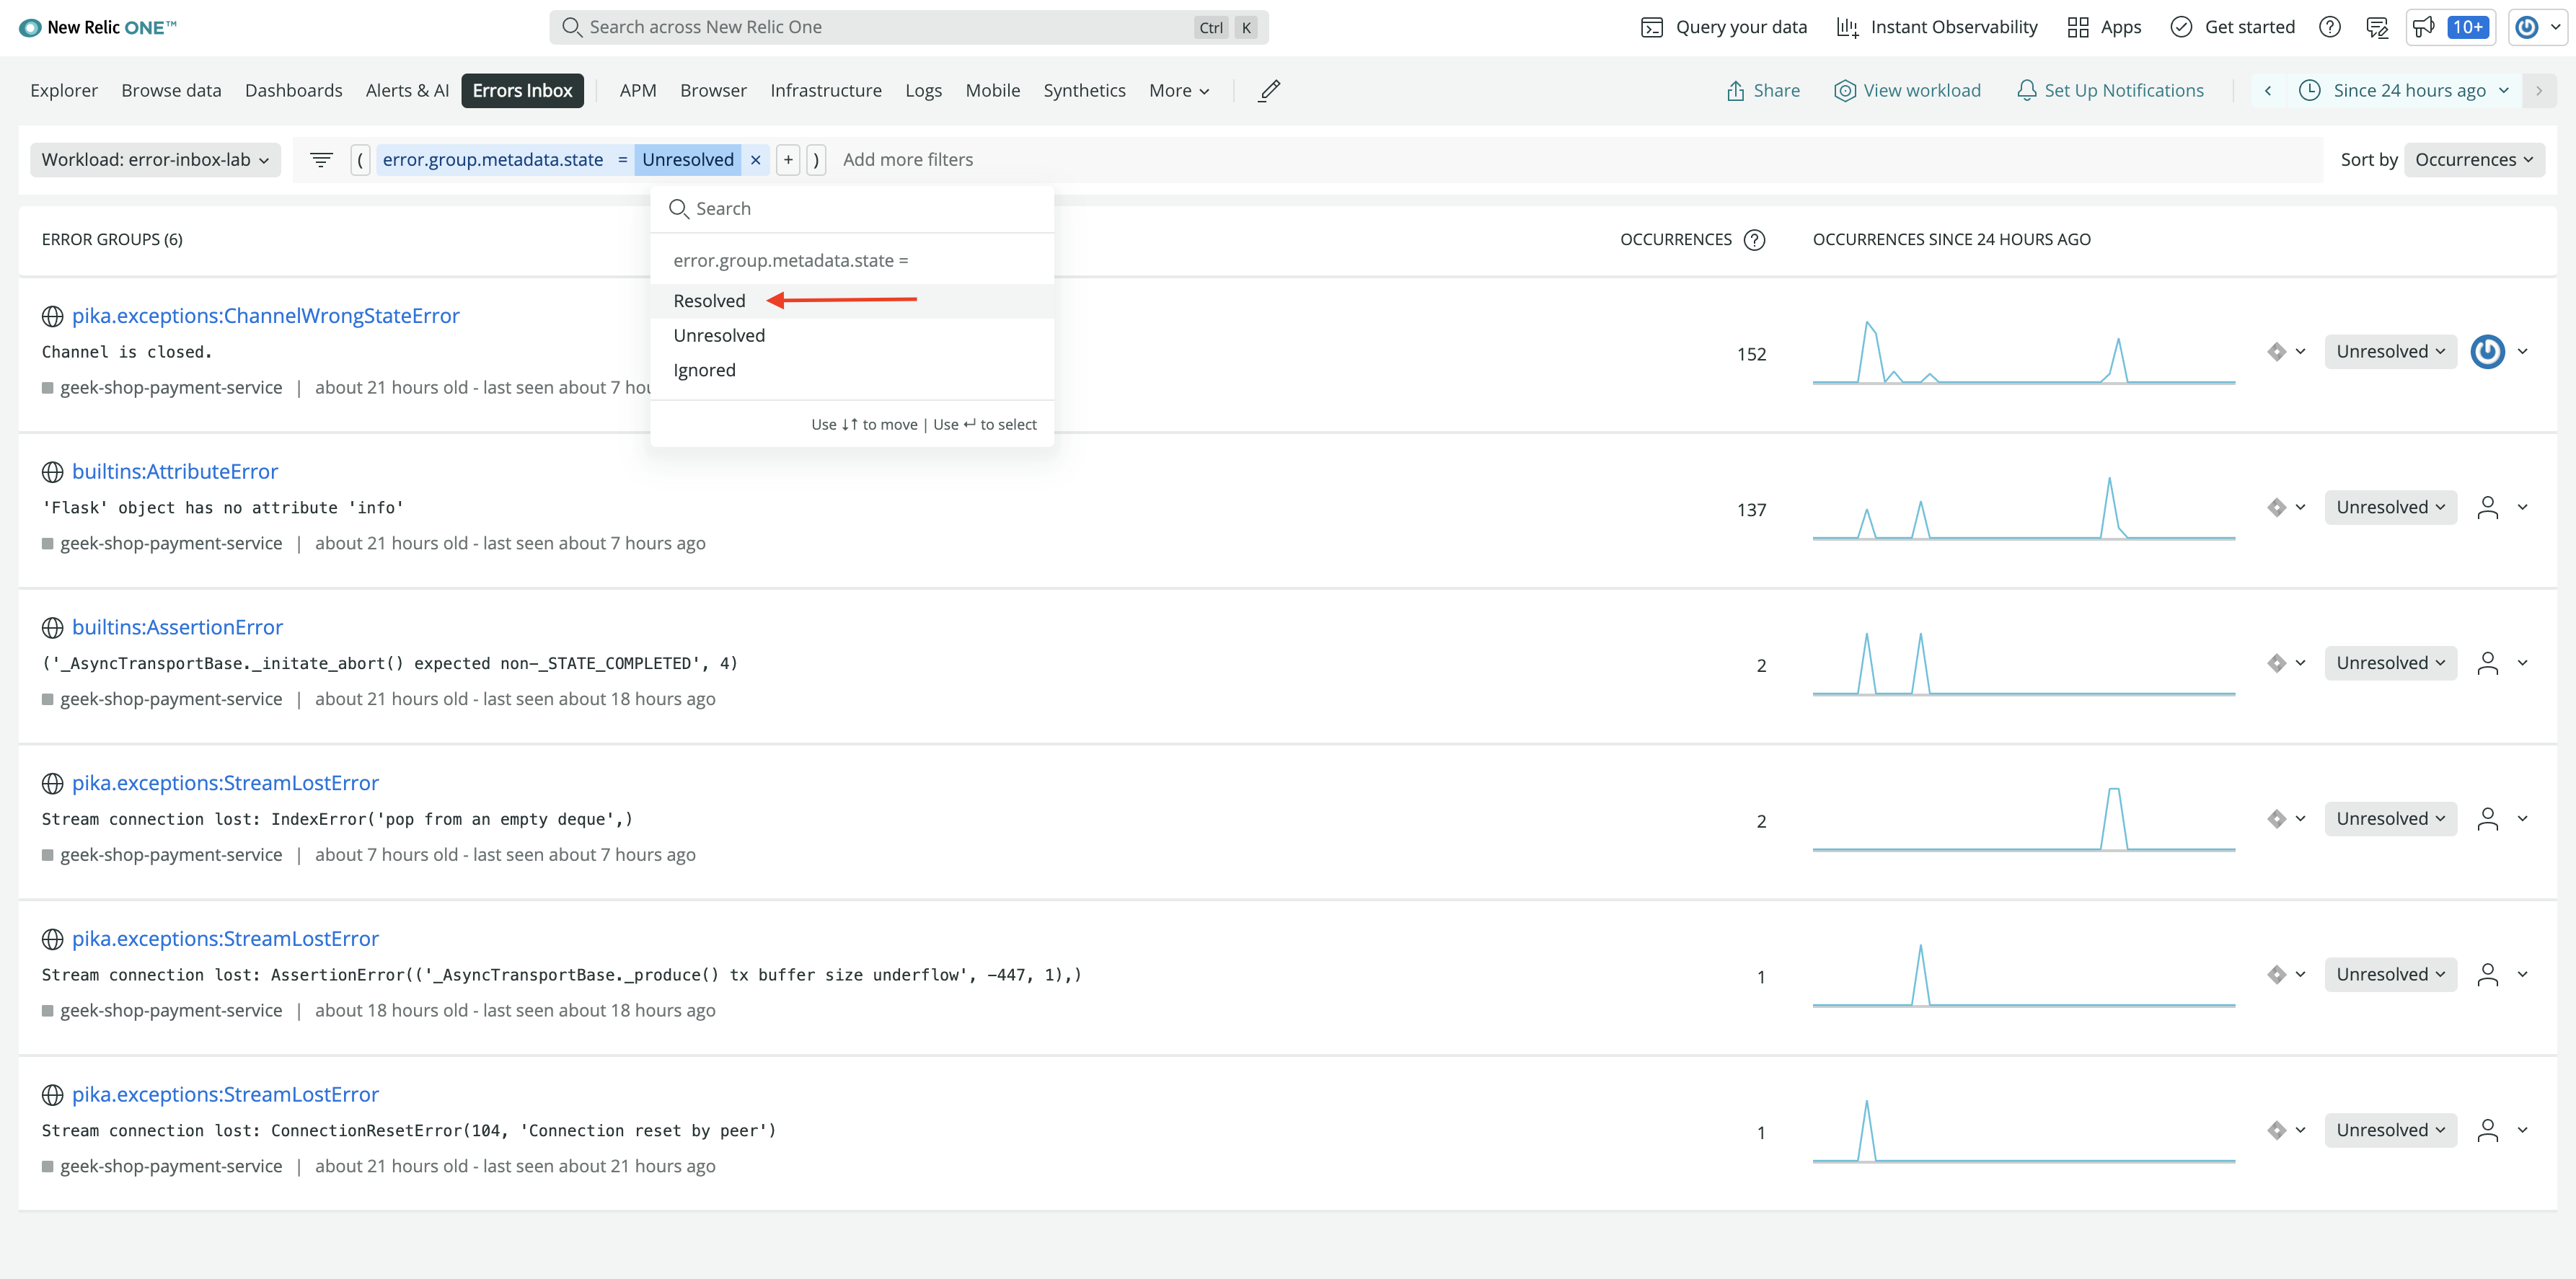 New Relic ONE™
Search across New Relic One
Ctrl K
Query your data
Instant Observability
Apps
Get started
10+
Explorer
Browse data
Dashboards
Alerts & AI
Errors Inbox
APM
Browser
Infrastructure
Logs
Mobile
Synthetics
More
Share
View workload
Set Up Notifications
Since 24 hours ago
Workload: error-inbox-lab
( error.group.metadata.state = Unresolved × + ) Add more filters
Sort by Occurrences
Search
error.group.metadata.state =
Resolved
Unresolved
Ignored
Use ↓↑ to move | Use ↵ to select
ERROR GROUPS (6)
OCCURRENCES ?
OCCURRENCES SINCE 24 HOURS AGO
pika.exceptions:ChannelWrongStateError
Channel is closed.
geek-shop-payment-service | about 21 hours old - last seen about 7 hou
152
Unresolved
builtins:AttributeError
'Flask' object has no attribute 'info'
geek-shop-payment-service | about 21 hours old - last seen about 7 hours ago
137
Unresolved
builtins:AssertionError
('_AsyncTransportBase._initate_abort() expected non-_STATE_COMPLETED', 4)
geek-shop-payment-service | about 21 hours old - last seen about 18 hours ago
2
Unresolved
pika.exceptions:StreamLostError
Stream connection lost: IndexError('pop from an empty deque',)
geek-shop-payment-service | about 7 hours old - last seen about 7 hours ago
2
Unresolved
pika.exceptions:StreamLostError
Stream connection lost: AssertionError(('_AsyncTransportBase._produce() tx buffer size underflow', -447, 1),)
geek-shop-payment-service | about 18 hours old - last seen about 18 hours ago
1
Unresolved
pika.exceptions:StreamLostError
Stream connection lost: ConnectionResetError(104, 'Connection reset by peer')
geek-shop-payment-service | about 21 hours old - last seen about 21 hours ago
1
Unresolved